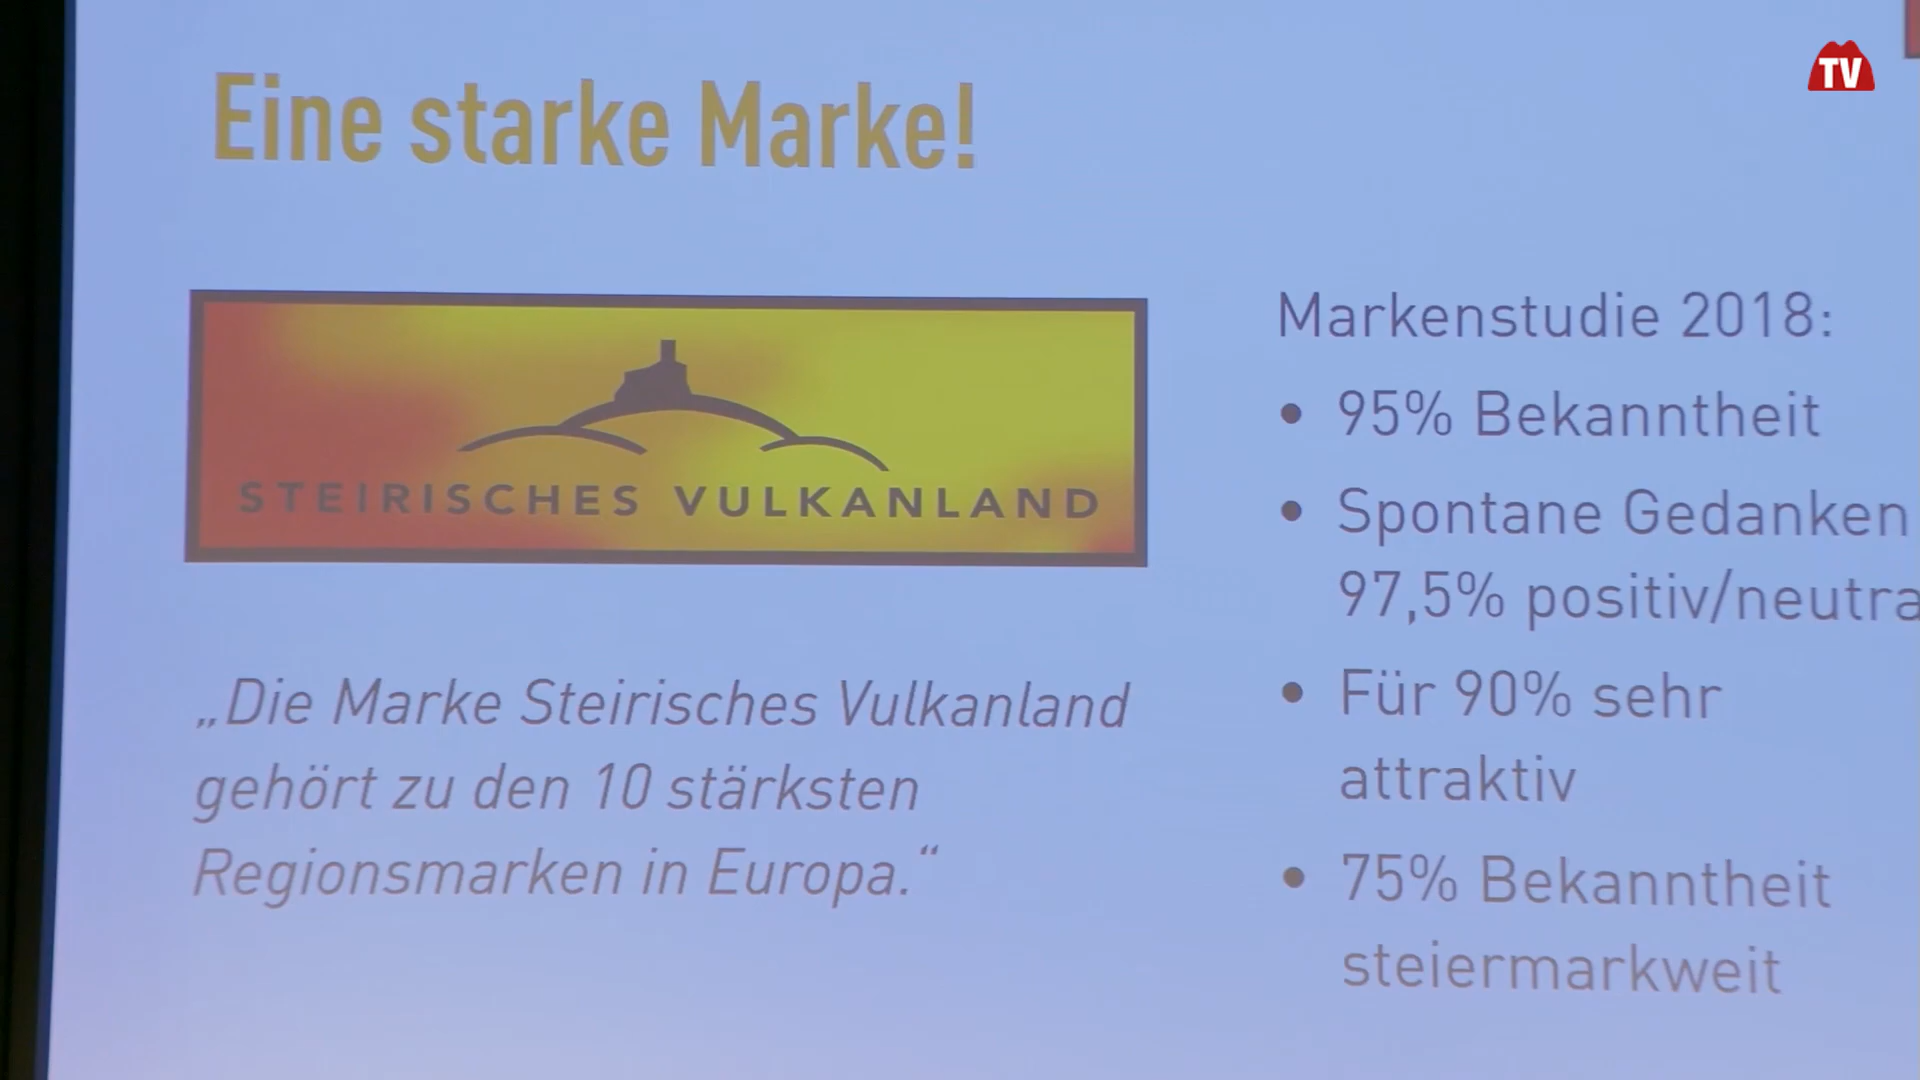 Eine starke Marke!
TV
STEIRISCHES VULKANLAND
„Die Marke Steirisches Vulkanland
gehört zu den 10 stärksten
Regionsmarken in Europa.“
Markenstudie 2018:
• 95% Bekanntheit
• Spontane Gedanken
97,5% positiv/neutra
• Für 90% sehr
attraktiv
• 75% Bekanntheit
steiermarkweit